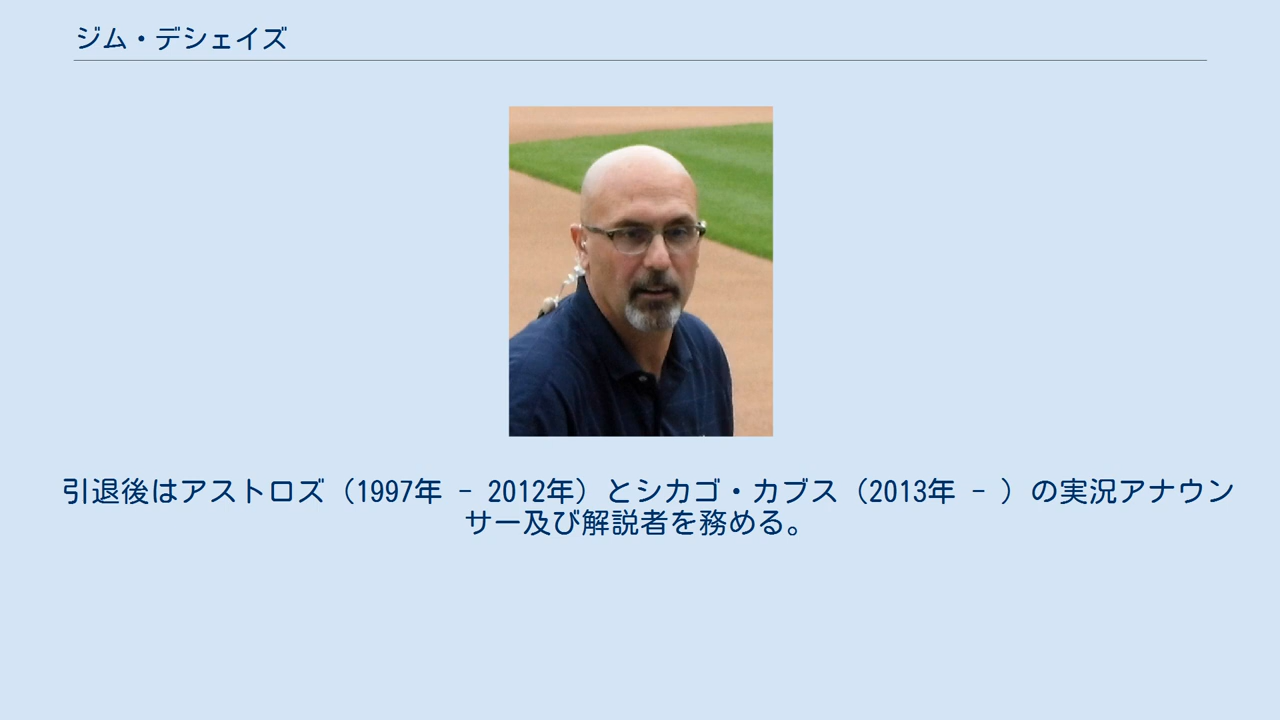 ジム・デシェイズ
引退後はアストロズ（1997年 - 2012年）とシカゴ・カブス（2013年 - ）の実況アナウン
サー及び解説者を務める。